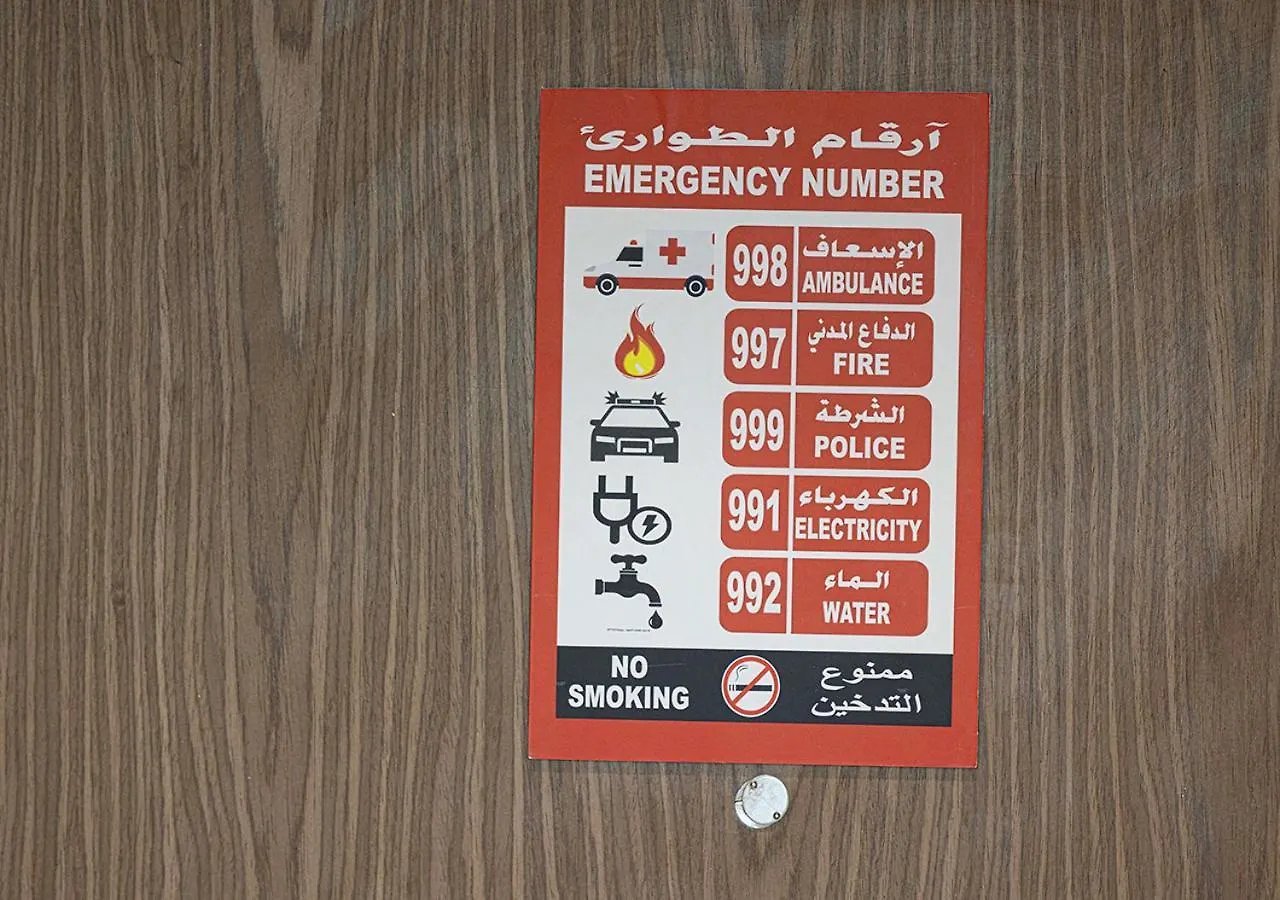 آرقام الطوارئ
EMERGENCY NUMBER
998
الإسعاف
AMBULANCE
997
الدفاع المدني
FIRE
999
الشرطة
POLICE
991
الكهرباء
ELECTRICITY
992
الماء
WATER
NO
SMOKING
ممنوع
التدخين